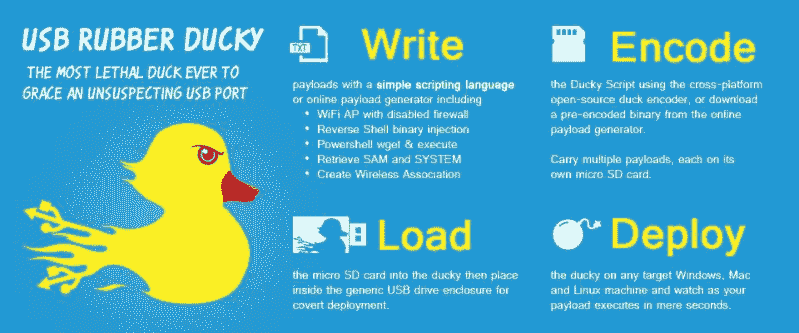 USB RUBBER DUCKY
THE MOST LETHAL DUCK EVER TO
GRACE AN UNSUSPECTING USB PORT
TXT
Write
payloads with a simple scripting language
or online payload generator including
• WiFi AP with disabled firewall
• Reverse Shell binary injection
• Powershell wget & execute
• Retrieve SAM and SYSTEM
• Create Wireless Association
Encode
the Ducky Script using the cross-platform
open-source duck encoder, or download
a pre-encoded binary from the online
payload generator.
Carry multiple payloads, each on its
own micro SD card.
Load
the micro SD card into the ducky then place
inside the generic USB drive enclosure for
covert deployment.
Deploy
the ducky on any target Windows, Mac
and Linux machine and watch as your
payload executes in mere seconds.